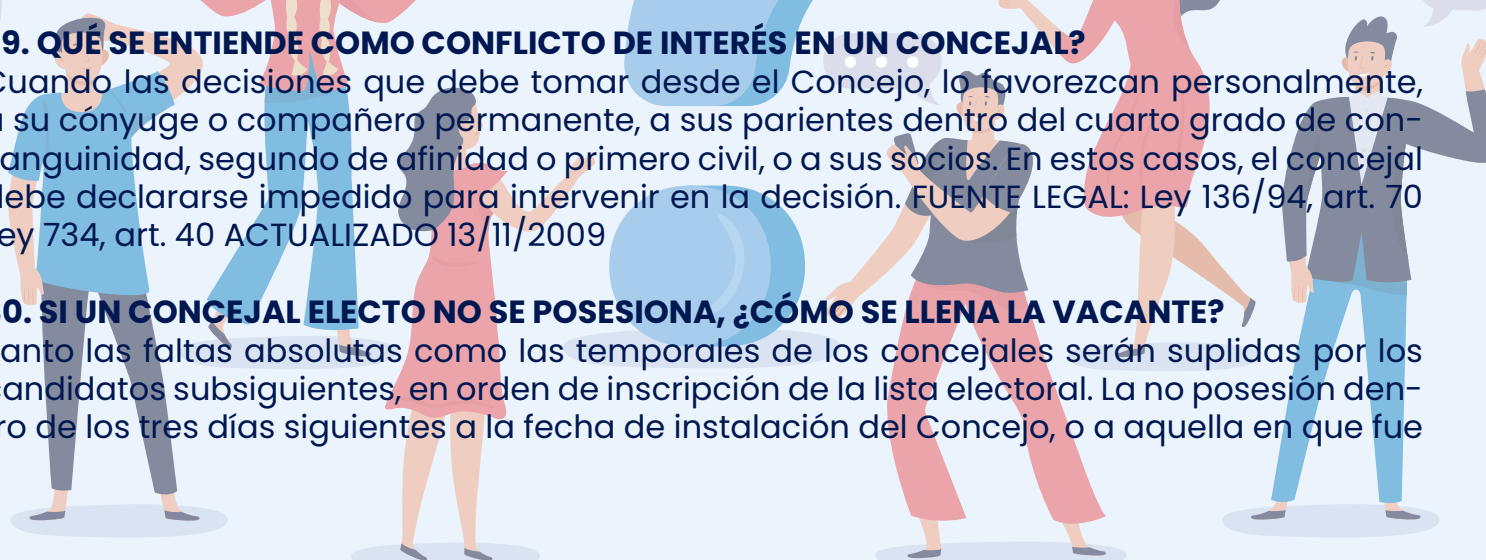 9. QUÉ SE ENTIENDE COMO CONFLICTO DE INTERÉS EN UN CONCEJAL?
Cuando las decisiones que debe tomar desde el Concejo, lo favorezcan personalmente,
su cónyuge o compañero permanente, a sus parientes dentro del cuarto grado de con-
anguinidad, segundo de afinidad o primero civil, o a sus socios. En estos casos, el concejal
debe declararse impedido para intervenir en la decisión. FUENTE LEGAL: Ley 136/94, art. 70
ey 734, art. 40 ACTUALIZADO 13/11/2009
0. SI UN CONCEJAL ELECTO NO SE POSESIONA, ¿CÓMO SE LLENA LA VACANTE?
anto las faltas absolutas como las temporales de los concejales serán suplidas por los
candidatos subsiguientes, en orden de inscripción de la lista electoral. La no posesión den-
ro de los tres días siguientes a la fecha de instalación del Concejo, o a aquella en que fue